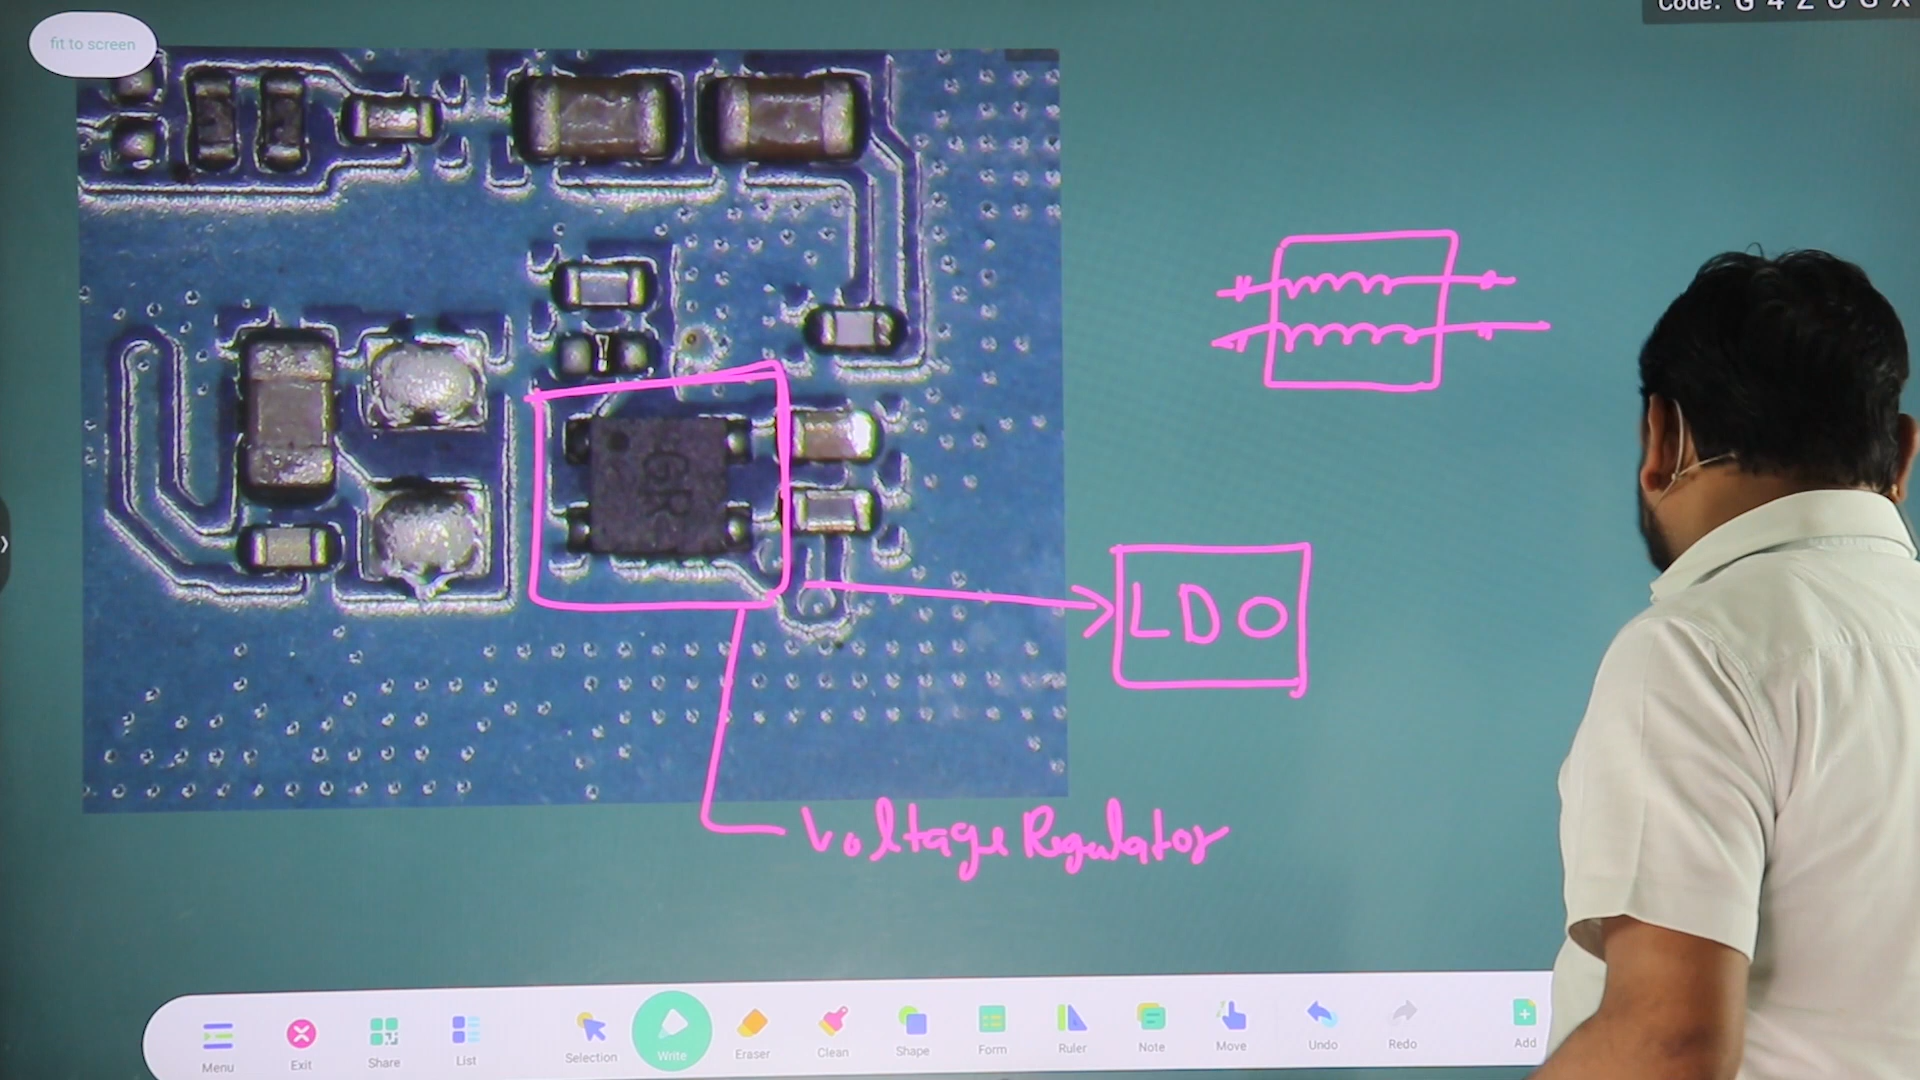 fit to screen
Code: G 4 Z C G X
GR
LDO
Voltage Regulator
Menu Exit Share List Selection Write Eraser Clean Shape Form Ruler Note Move Undo Redo Add